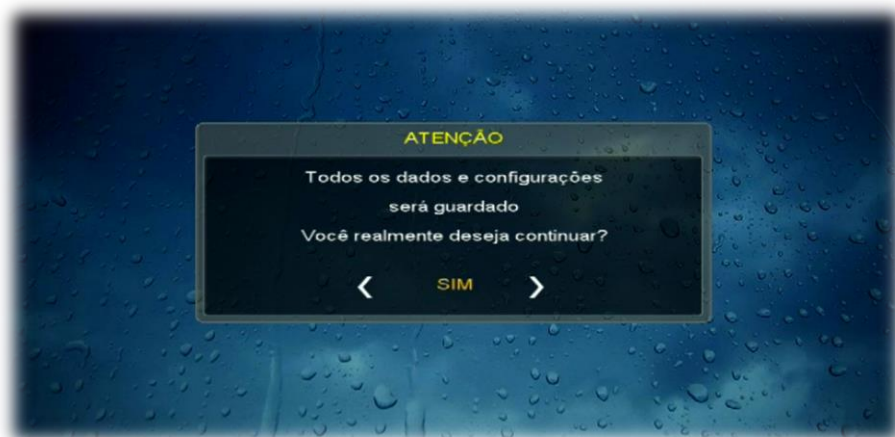 ATENÇÃO
Todos os dados e configurações
será guardado
Você realmente deseja continuar?
SIM